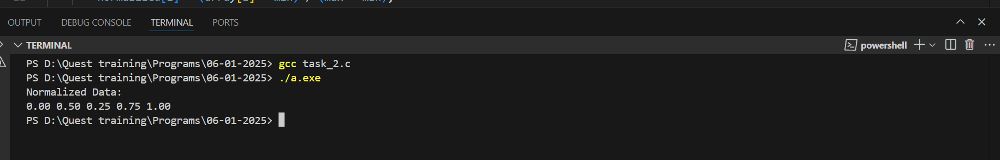 OUTPUT DEBUG CONSOLE TERMINAL PORTS
TERMINAL powershell
PS D:\Quest training\Programs\06-01-2025> gcc task_2.c
PS D:\Quest training\Programs\06-01-2025> ./a.exe
Normalized Data:
0.00 0.50 0.25 0.75 1.00
PS D:\Quest training\Programs\06-01-2025>